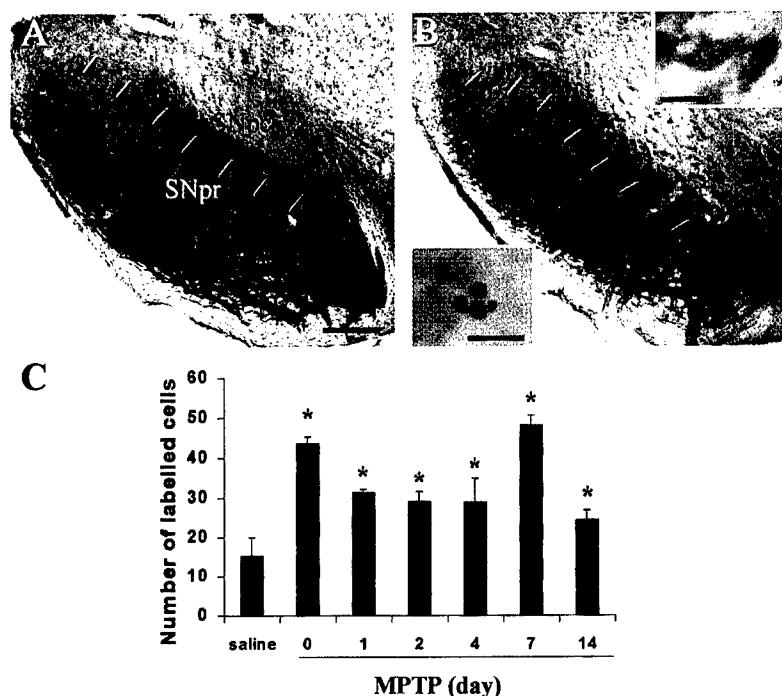 A
B
SNpr
C
Number of labelled cells
60
50
40
30
20
10
0
* * * * * *
saline 0 1 2 4 7 14
MPTP (day)